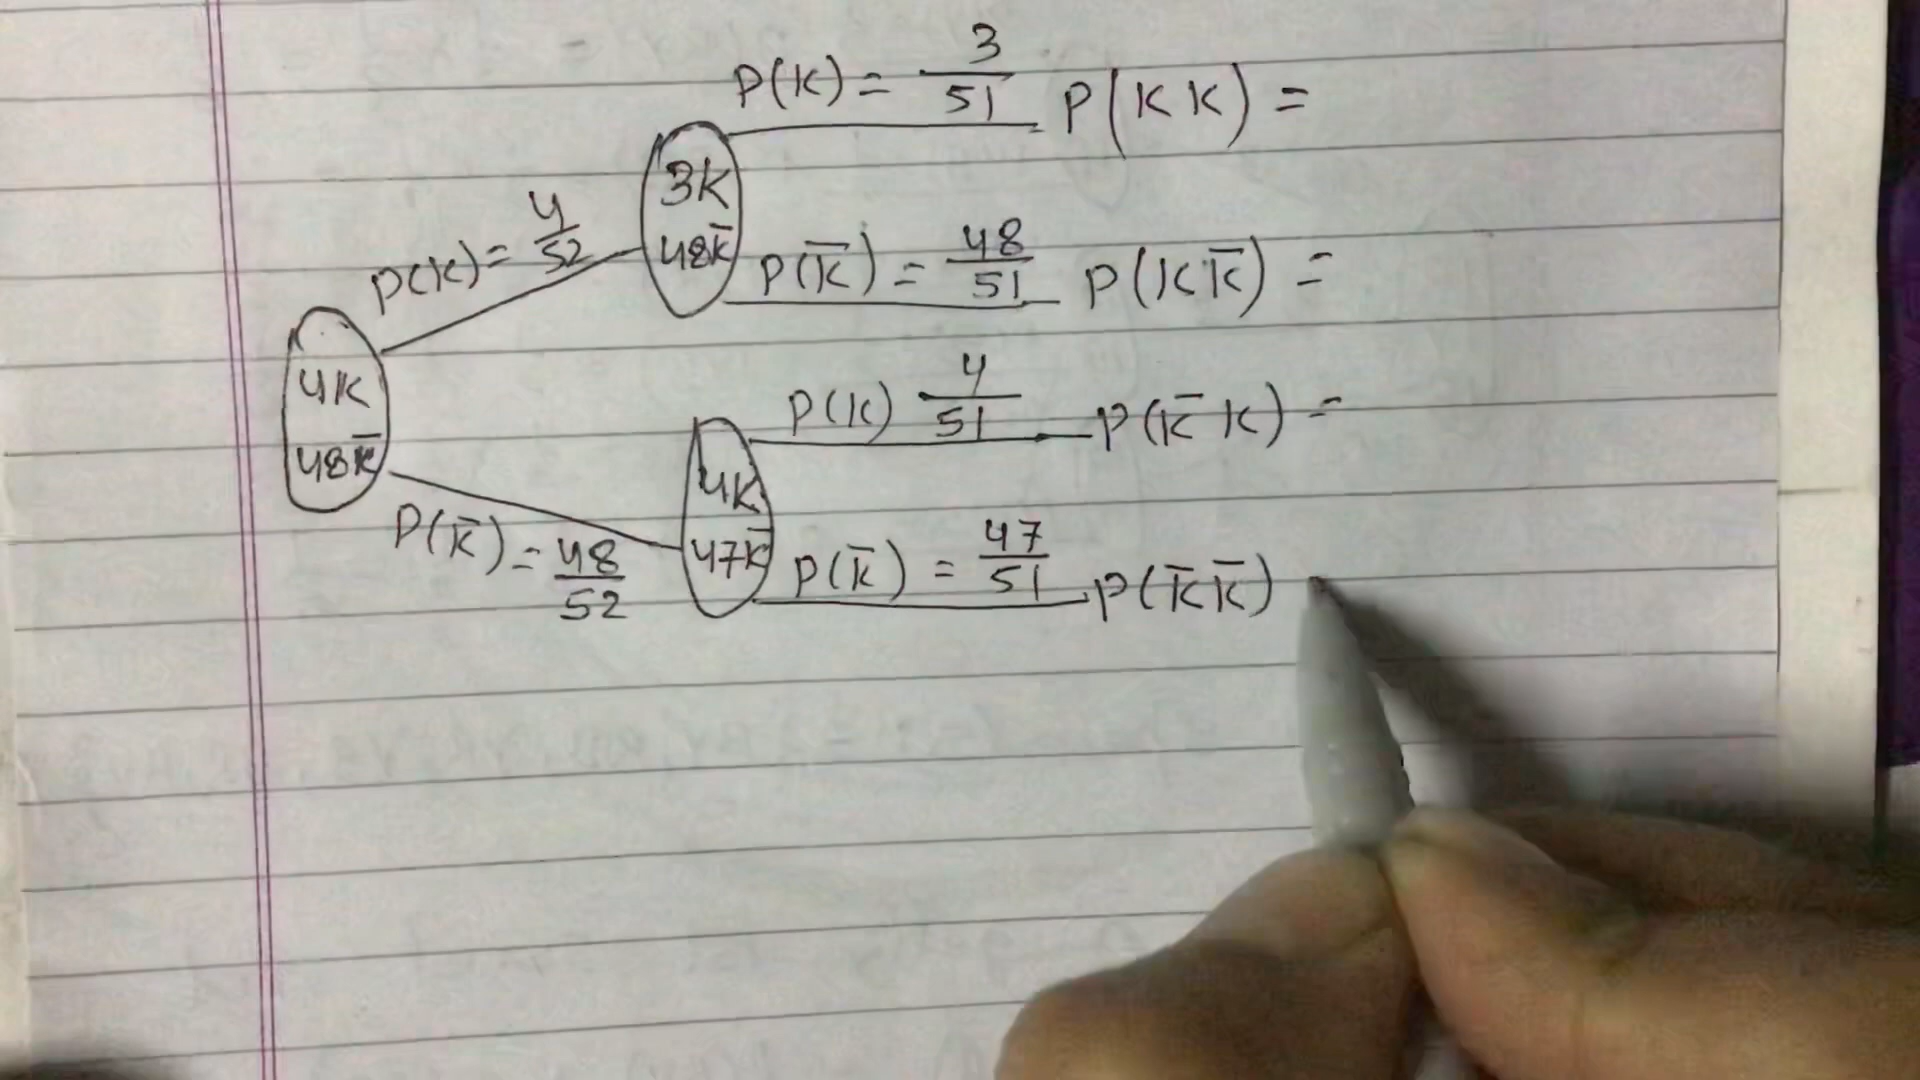 P(K) = 3/51 P(KK) =
3K
48K̅
P(K) = 4/52
P(K̅) = 48/51 P(KK̅) =
4K
48K̅
P(K) 4/51 P(K̅K) =
4K
47K̅
P(K̅) = 48/52
P(K̅) = 47/51 P(K̅K̅)